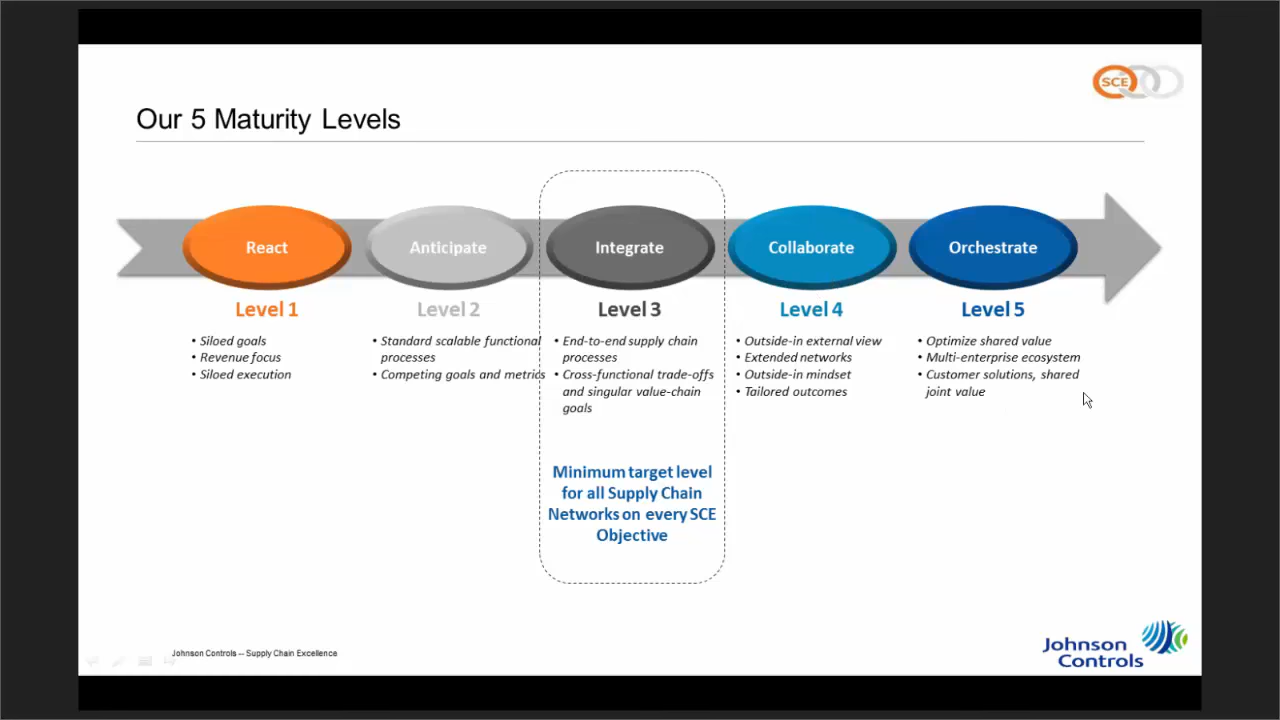 SCE
Our 5 Maturity Levels
React
Anticipate
Integrate
Collaborate
Orchestrate
Level 1
Level 2
Level 3
Level 4
Level 5
• Siloed goals
• Revenue focus
• Siloed execution
• Standard scalable functional
processes
• Competing goals and metrics
• End-to-end supply chain
processes
• Cross-functional trade-offs
and singular value-chain
goals
• Outside-in external view
• Extended networks
• Outside-in mindset
• Tailored outcomes
• Optimize shared value
• Multi-enterprise ecosystem
• Customer solutions, shared
joint value
Minimum target level
for all Supply Chain
Networks on every SCE
Objective
Johnson Controls -- Supply Chain Excellence
Johnson
Controls